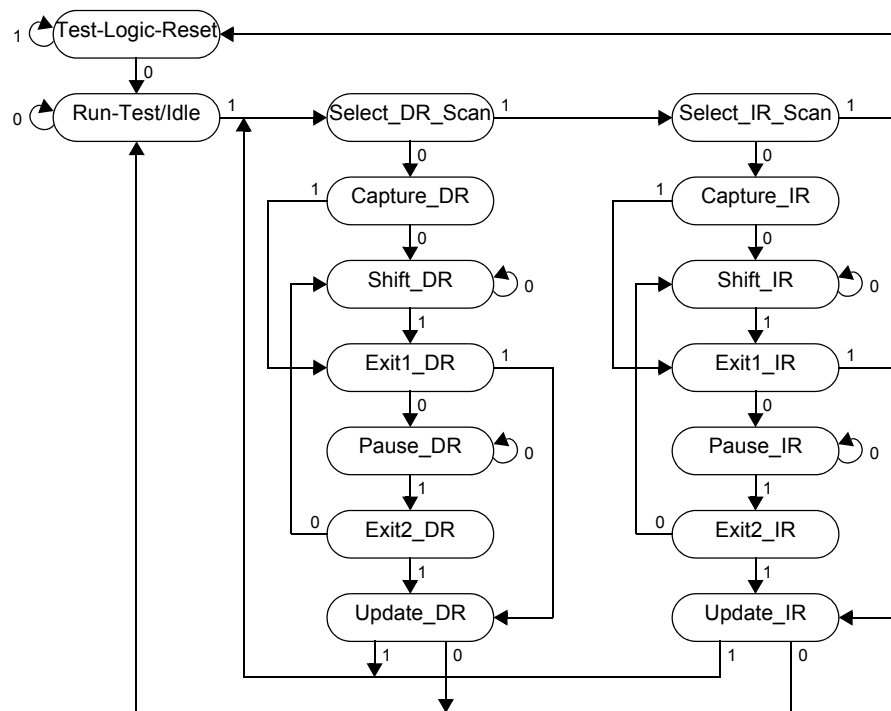 Test-Logic-Reset
1
0
Run-Test/Idle
0
1
Select_DR_Scan
1
Select_IR_Scan
1
0
0
1
Capture_DR
1
Capture_IR
0
0
Shift_DR
0
Shift_IR
0
1
1
Exit1_DR
1
Exit1_IR
1
0
0
Pause_DR
0
Pause_IR
0
1
1
0
Exit2_DR
0
Exit2_IR
1
1
Update_DR
Update_IR
1
0
1
0